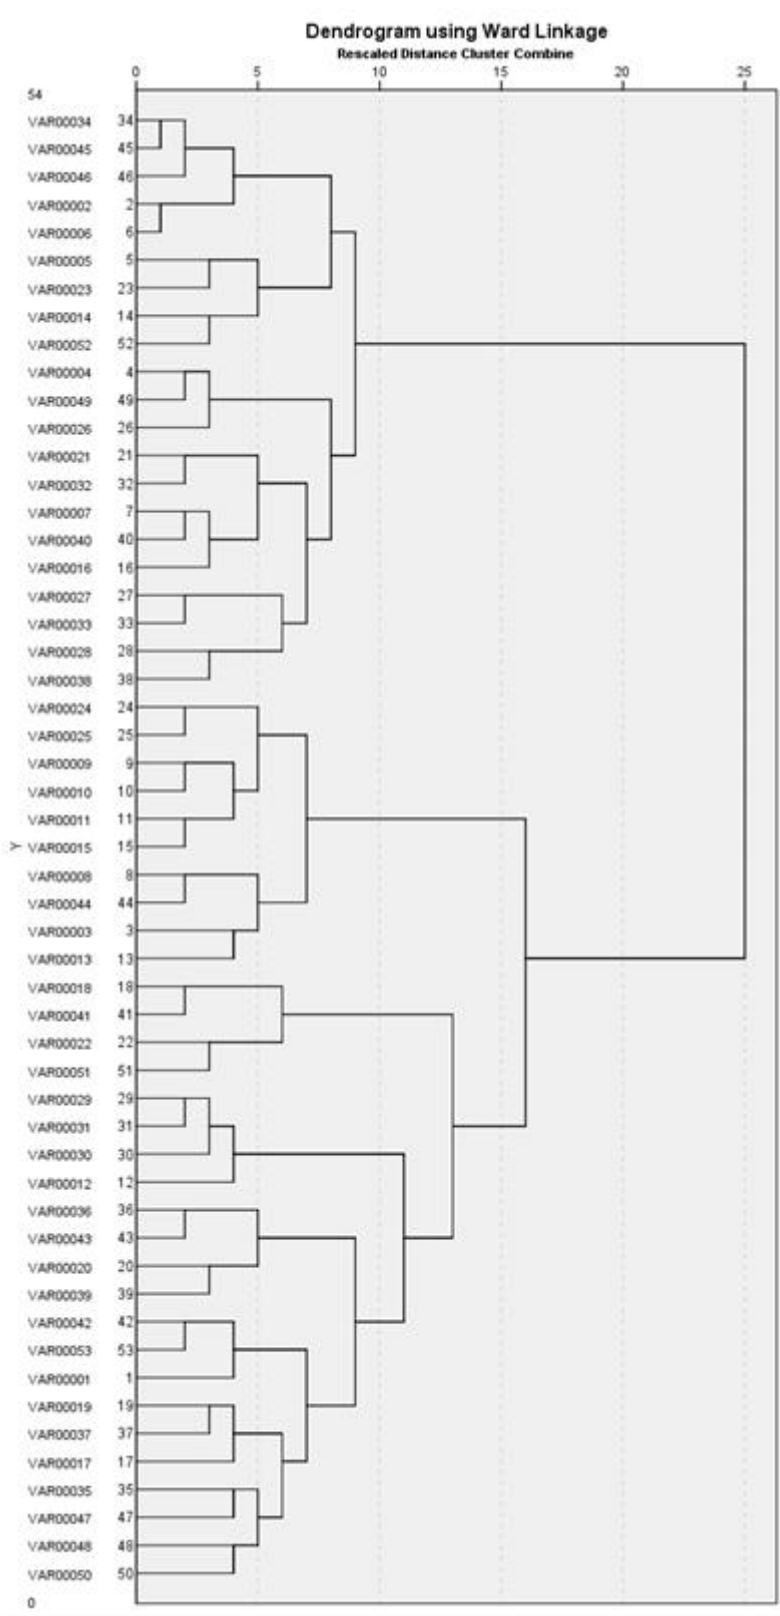 Dendrogram using Ward Linkage
Rescaled Distance Cluster Combine
0 5 10 15 20 25
54
VAR00034 34
VAR00045 45
VAR00046 46
VAR00002 2
VAR00006 6
VAR00005 5
VAR00023 23
VAR00014 14
VAR00052 52
VAR00004 4
VAR00049 49
VAR00026 26
VAR00021 21
VAR00032 32
VAR00007 7
VAR00040 40
VAR00016 16
VAR00027 27
VAR00033 33
VAR00028 28
VAR00038 38
VAR00024 24
VAR00025 25
VAR00009 9
VAR00010 10
VAR00011 11
Y
VAR00015 15
VAR00008 8
VAR00044 44
VAR00003 3
VAR00013 13
VAR00018 18
VAR00041 41
VAR00022 22
VAR00051 51
VAR00029 29
VAR00031 31
VAR00030 30
VAR00012 12
VAR00036 36
VAR00043 43
VAR00020 20
VAR00039 39
VAR00042 42
VAR00053 53
VAR00001 1
VAR00019 19
VAR00037 37
VAR00017 17
VAR00035 35
VAR00047 47
VAR00048 48
VAR00050 50
0